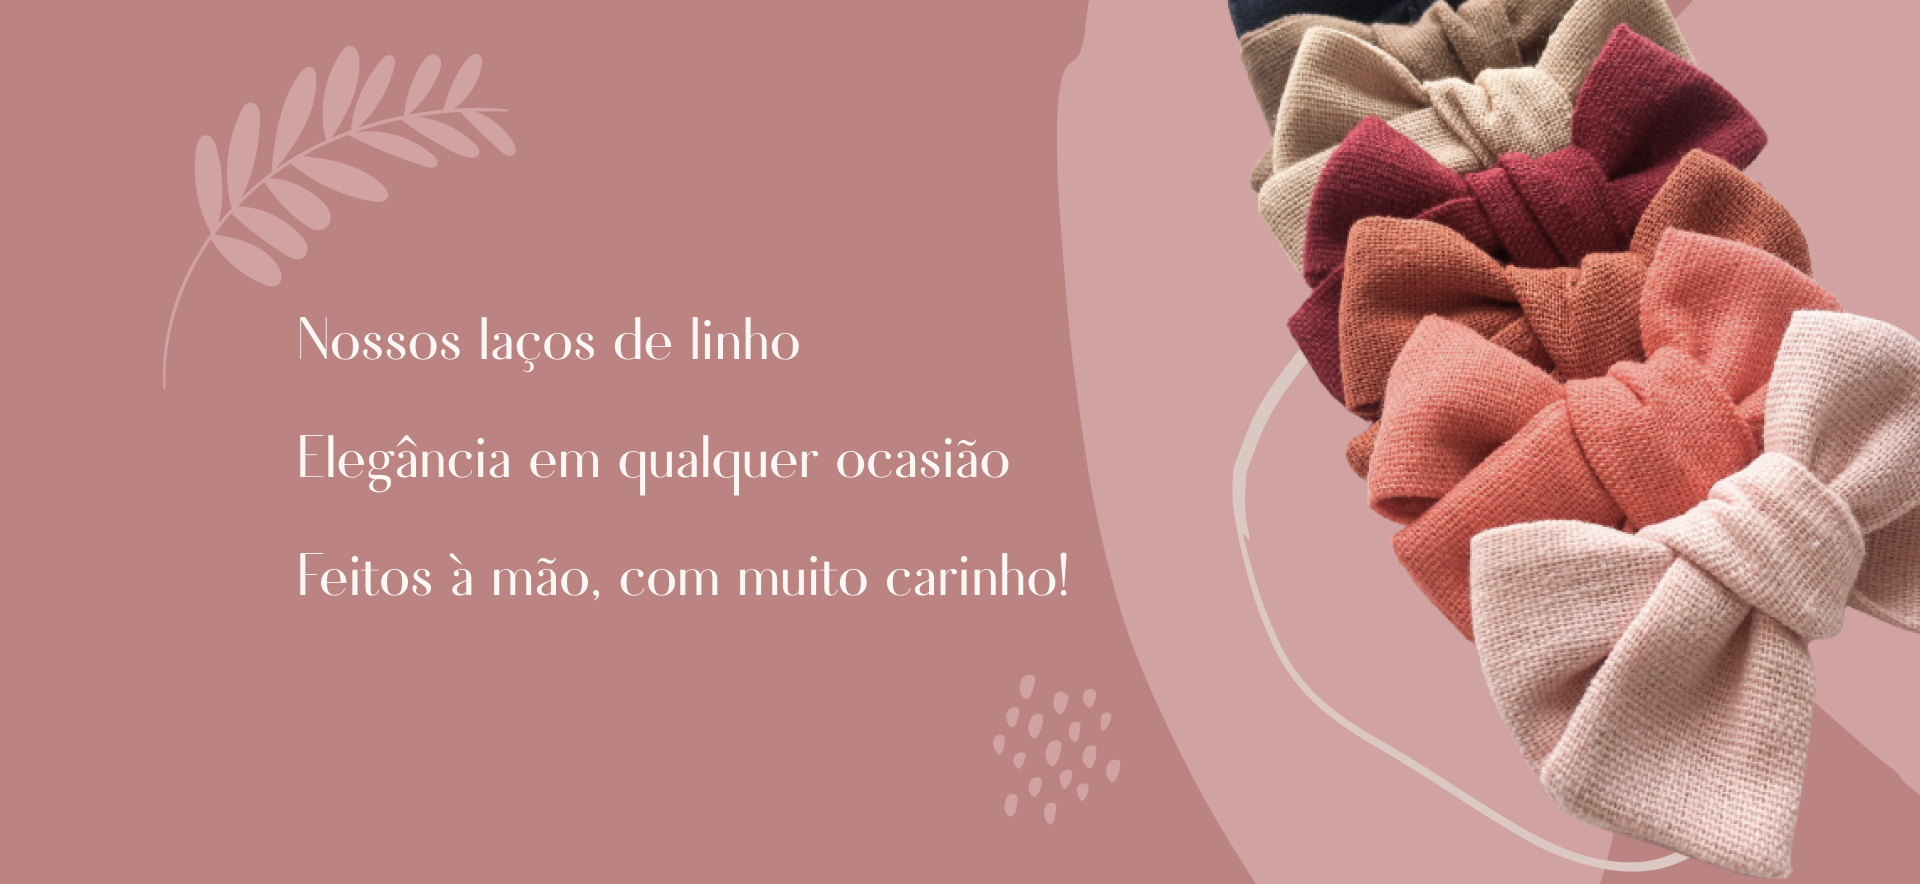 Nossos laços de linho
Elegância em qualquer ocasião
Feitos à mão, com muito carinho!